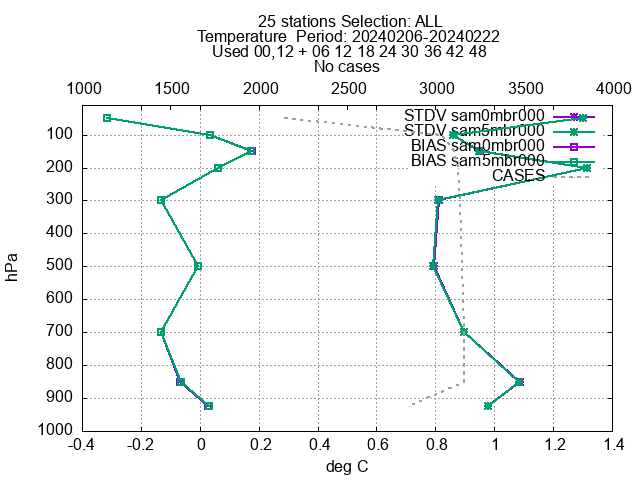 25 stations Selection: ALL
Temperature Period: 20240206-20240222
Used 00,12 + 06 12 18 24 30 36 42 48
No cases
1000 1500 2000 2500 3000 3500 4000
STDV sam0mbr000
STDV sam5mbr000
BIAS sam0mbr000
BIAS sam5mbr000
CASES
hPa
100
200
300
400
500
600
700
800
900
1000
-0.4 -0.2 0 0.2 0.4 0.6 0.8 1 1.2 1.4
deg C